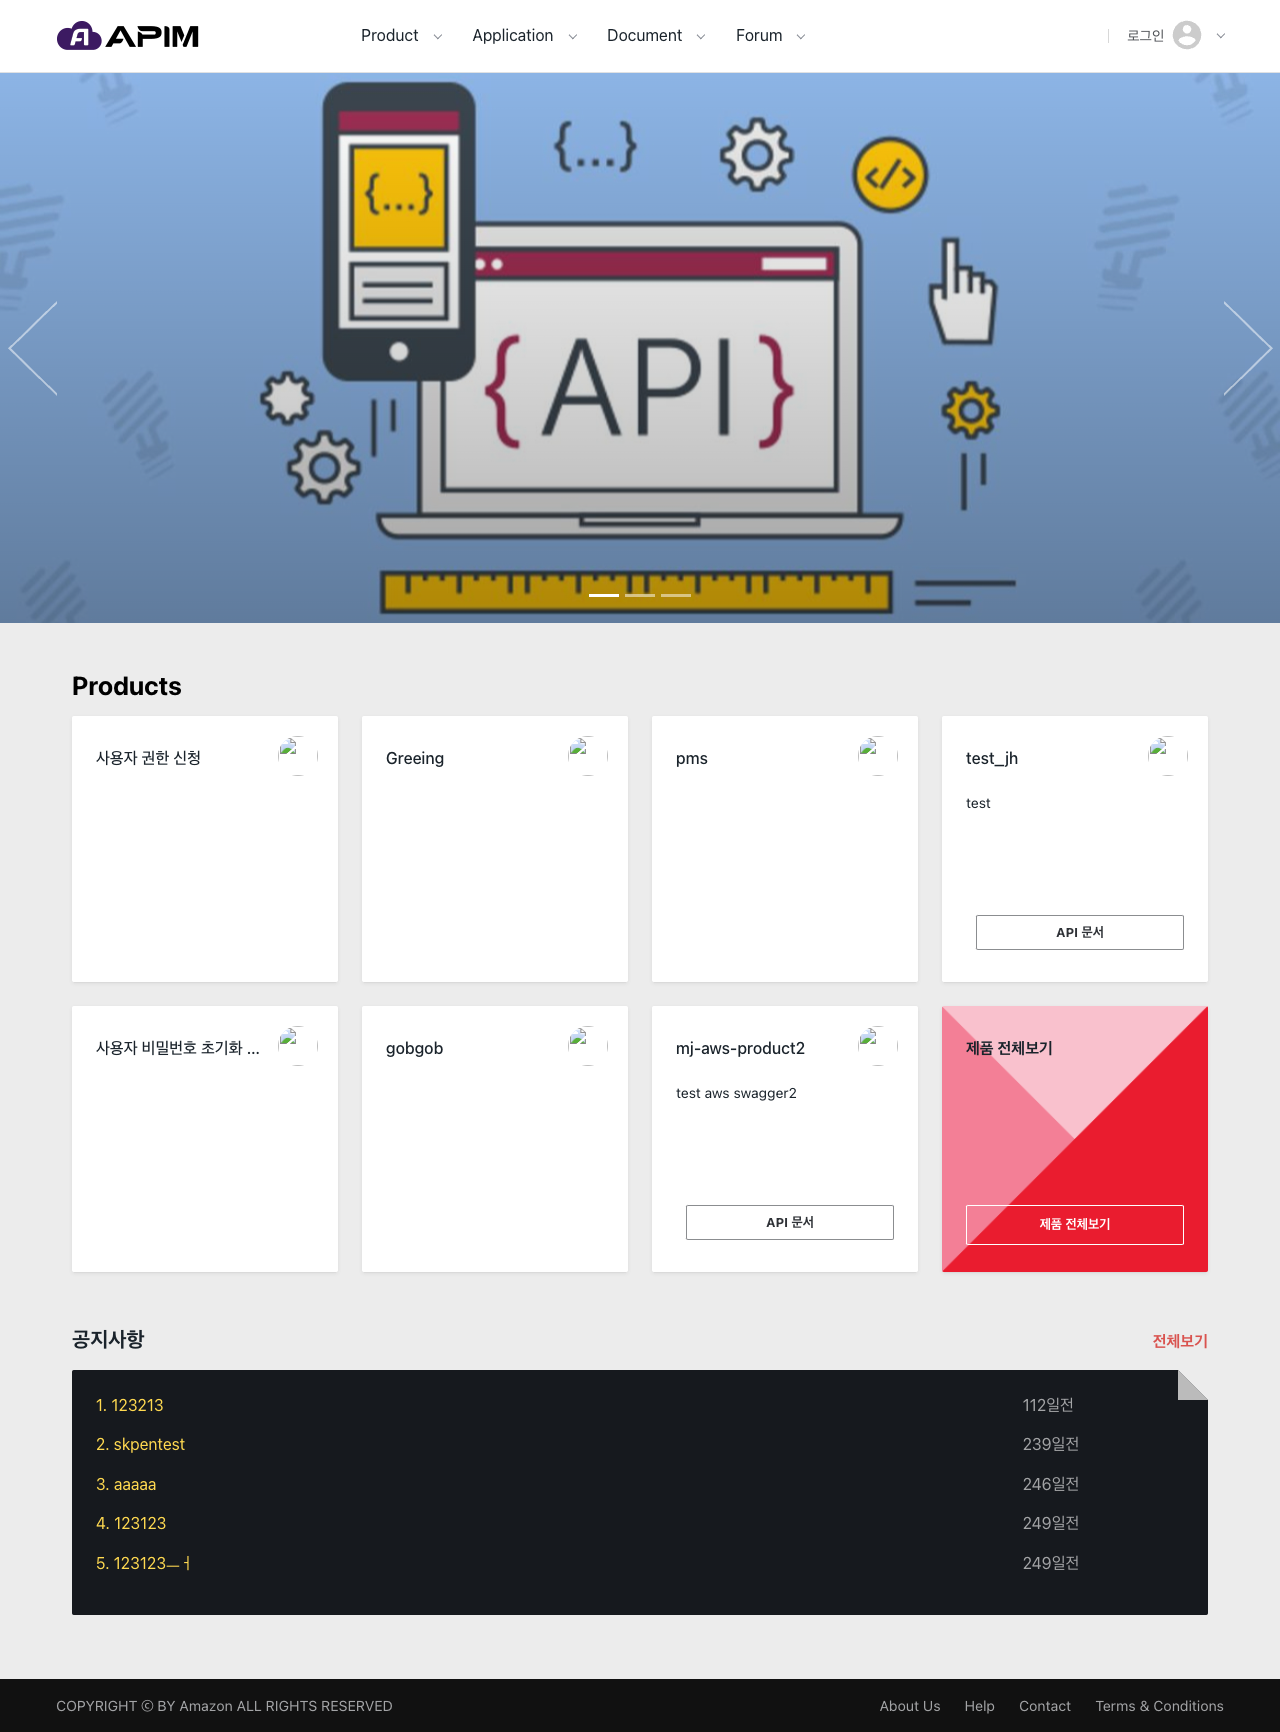 APIM
Product Application Document Forum 로그인
{...}
{...}
</>
{API}
Products
사용자 권한 신청
Greeing
pms
test_jh
test
API 문서
사용자 비밀번호 초기화 ...
gobgob
mj-aws-product2
test aws swagger2
API 문서
제품 전체보기
제품 전체보기
공지사항 전체보기
1. 123213 112일전
2. skpentest 239일전
3. aaaaa 246일전
4. 123123 249일전
5. 123123ㅡㅓ 249일전
COPYRIGHT ⓒ BY Amazon ALL RIGHTS RESERVED About Us Help Contact Terms & Conditions